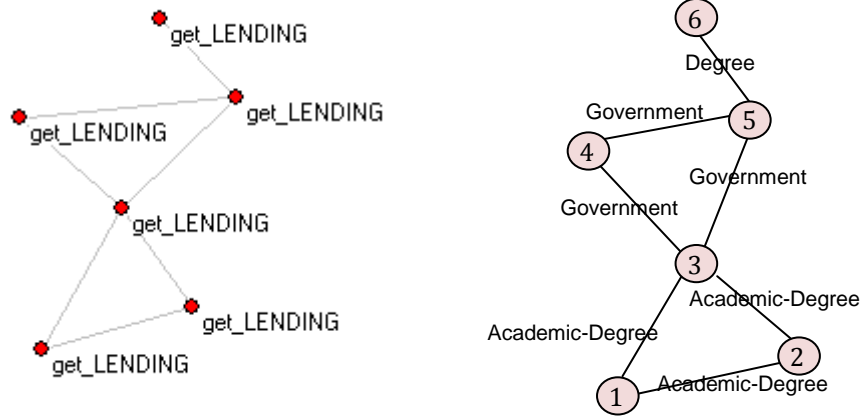 get_LENDING
get_LENDING
get_LENDING
get_LENDING
get_LENDING
get_LENDING
6
Degree
Government
5
4
Government
Government
3
Academic-Degree
Academic-Degree
2
Academic-Degree
1